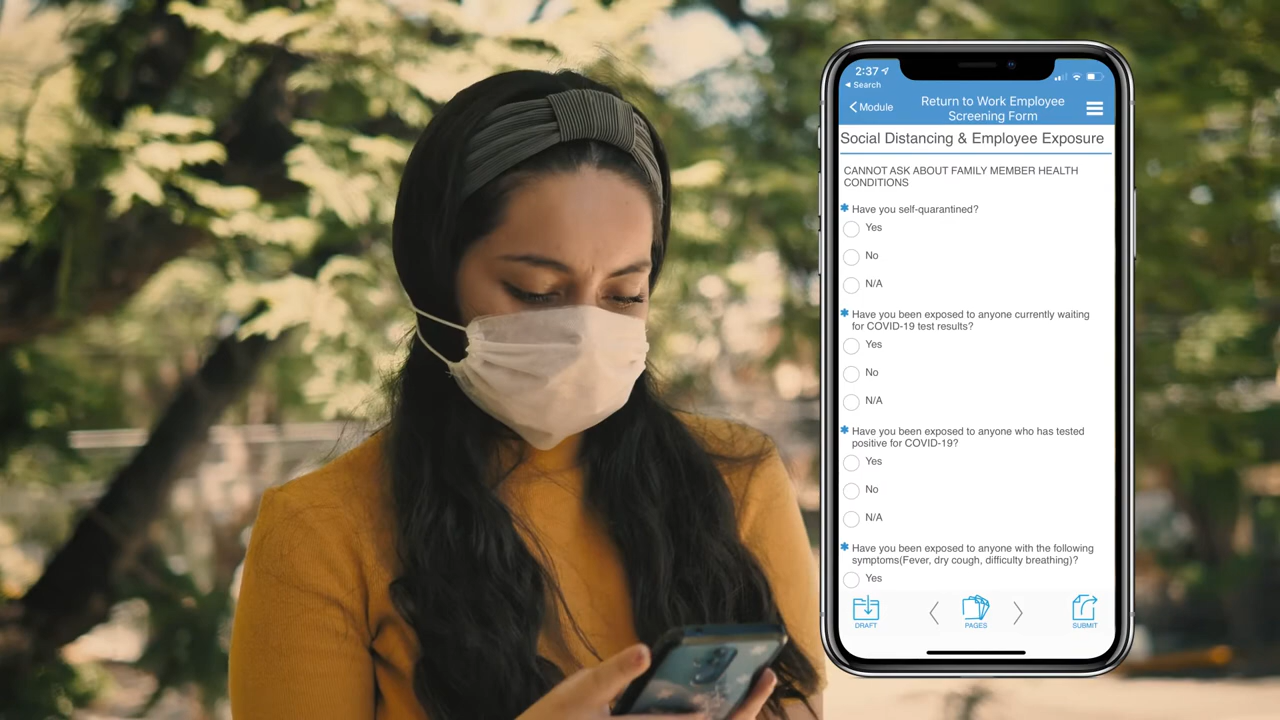 2:37
Search
Module
Return to Work Employee
Screening Form
Social Distancing & Employee Exposure
CANNOT ASK ABOUT FAMILY MEMBER HEALTH
CONDITIONS
* Have you self-quarantined?
Yes
No
N/A
* Have you been exposed to anyone currently waiting
for COVID-19 test results?
Yes
No
N/A
* Have you been exposed to anyone who has tested
positive for COVID-19?
Yes
No
N/A
* Have you been exposed to anyone with the following
symptoms(Fever, dry cough, difficulty breathing)?
Yes
DRAFT
PAGES
SUBMIT